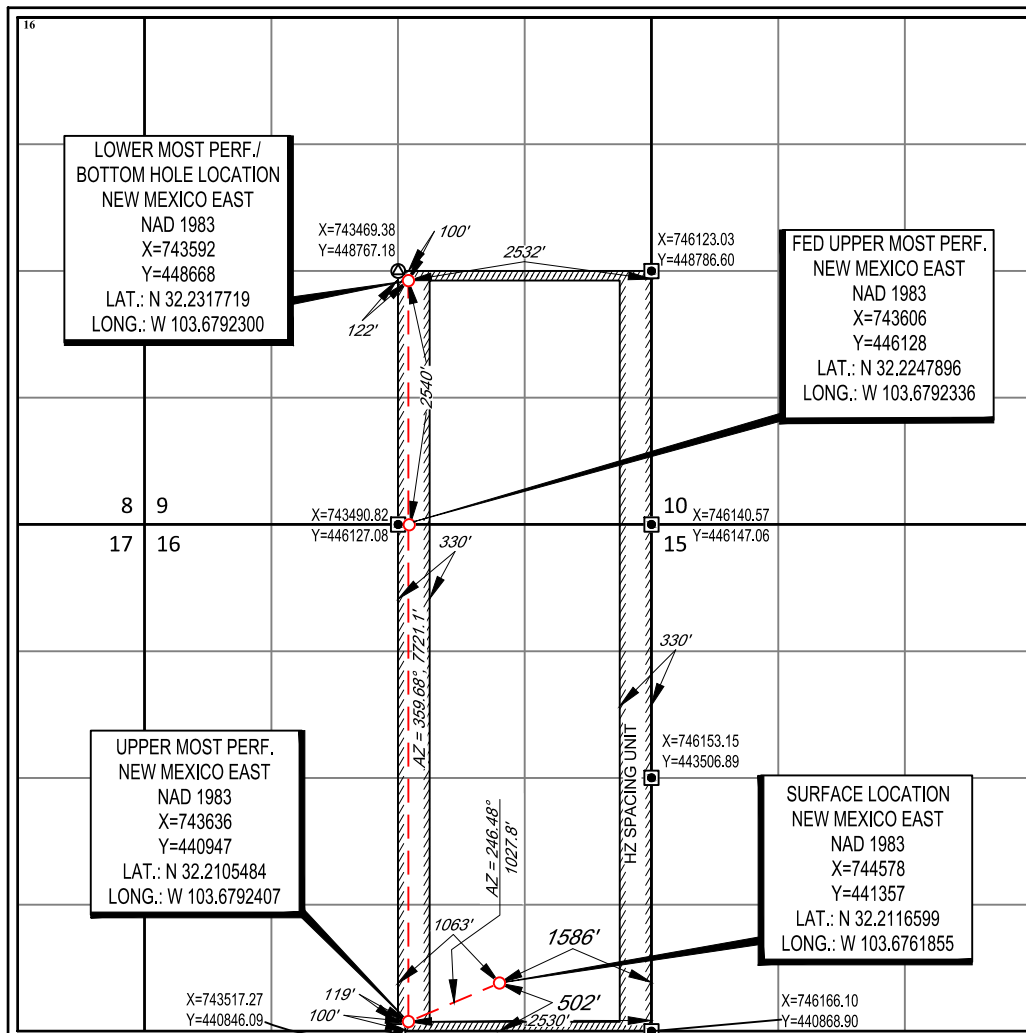 16
LOWER MOST PERF./
BOTTOM HOLE LOCATION
NEW MEXICO EAST
NAD 1983
X=743592
Y=448668
LAT.: N 32.2317719
LONG.: W 103.6792300
X=743469.38
Y=448767.18
100'
2532'
122'
2540'
X=746123.03
Y=448786.60
FED UPPER MOST PERF.
NEW MEXICO EAST
NAD 1983
X=743606
Y=446128
LAT.: N 32.2247896
LONG.: W 103.6792336
8 9
17 16
X=743490.82
Y=446127.08
10
15
X=746140.57
Y=446147.06
330'
AZ = 359.68°, 7721.1'
330'
HZ SPACING UNIT
X=746153.15
Y=443506.89
UPPER MOST PERF.
NEW MEXICO EAST
NAD 1983
X=743636
Y=440947
LAT.: N 32.2105484
LONG.: W 103.6792407
AZ = 246.48°
1027.8'
SURFACE LOCATION
NEW MEXICO EAST
NAD 1983
X=744578
Y=441357
LAT.: N 32.2116599
LONG.: W 103.6761855
1063'
1586'
502'
2530'
X=743517.27
Y=440846.09
119'
100'
X=746166.10
Y=440868.90